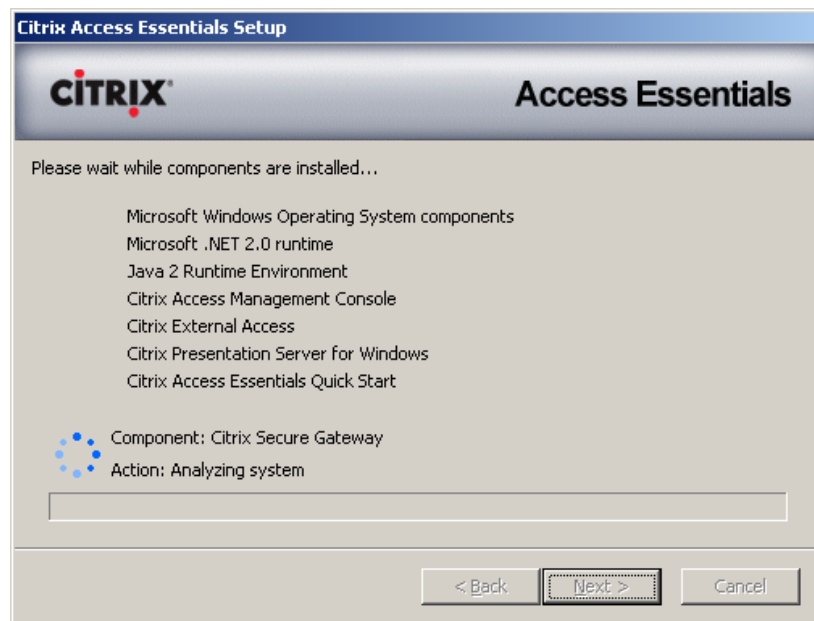 Citrix Access Essentials Setup
CITRIX® Access Essentials
Please wait while components are installed...
Microsoft Windows Operating System components
Microsoft .NET 2.0 runtime
Java 2 Runtime Environment
Citrix Access Management Console
Citrix External Access
Citrix Presentation Server for Windows
Citrix Access Essentials Quick Start
Component: Citrix Secure Gateway
Action: Analyzing system
< Back Next > Cancel